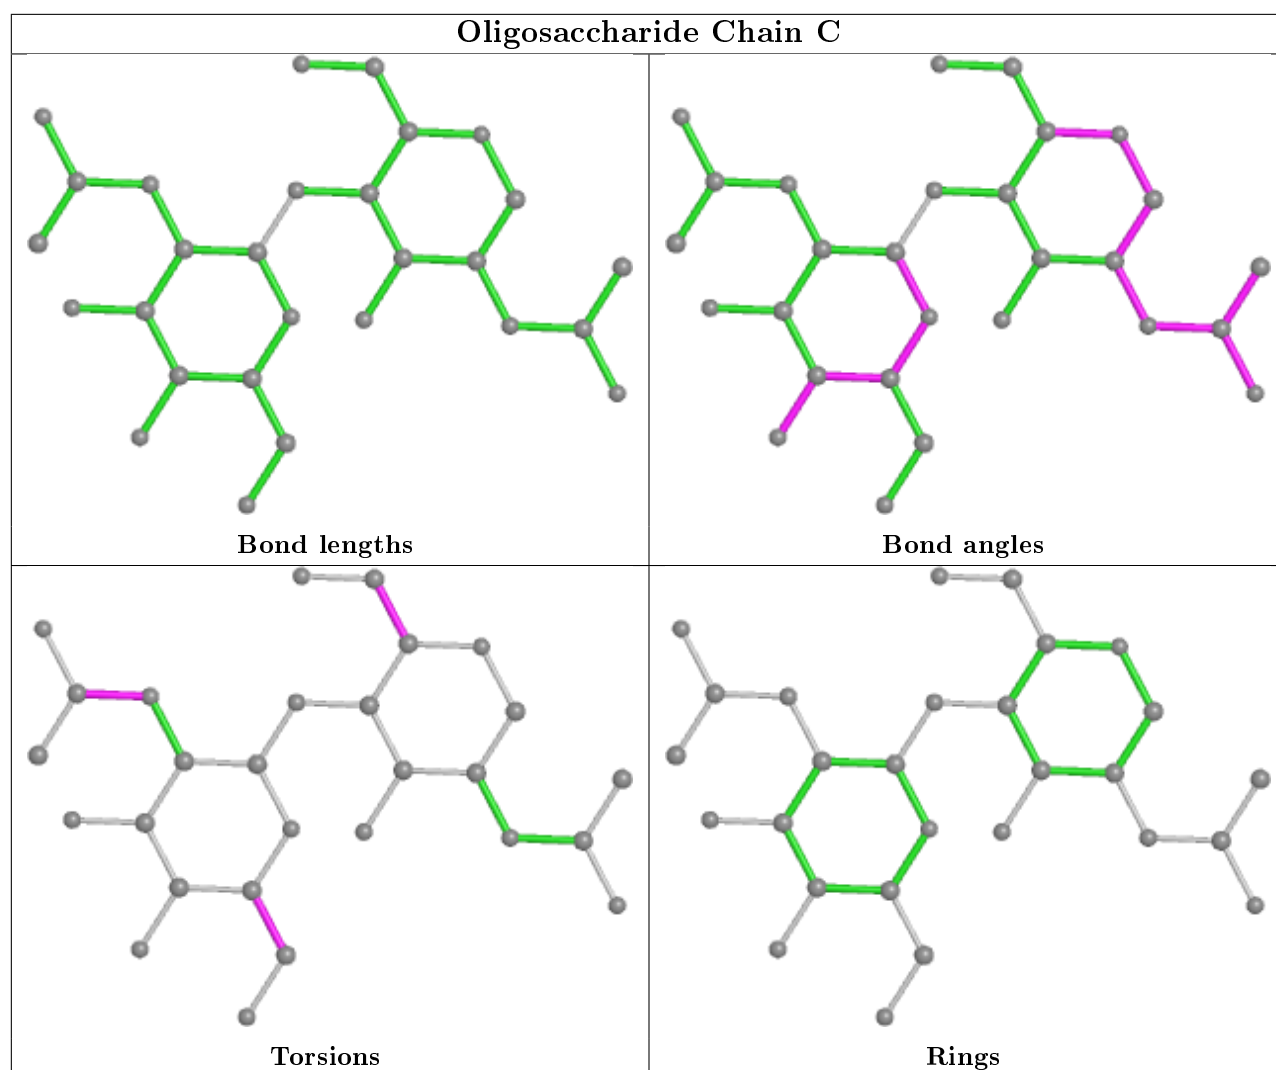 Oligosaccharide Chain C
Bond lengths
Bond angles
Torsions
Rings